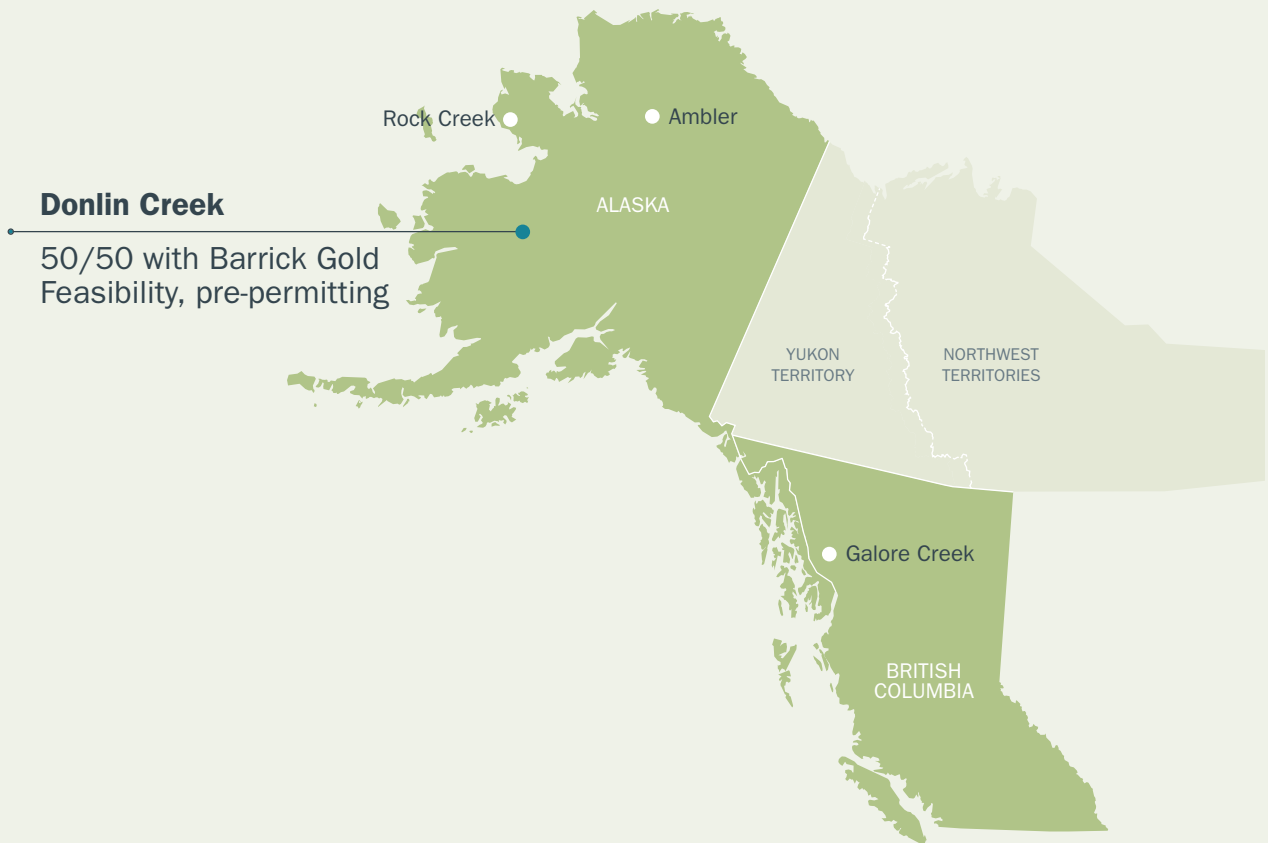 Rock Creek
Ambler
Donlin Creek
ALASKA
50/50 with Barrick Gold
Feasibility, pre-permitting
YUKON
TERRITORY
NORTHWEST
TERRITORIES
Galore Creek
BRITISH
COLUMBIA